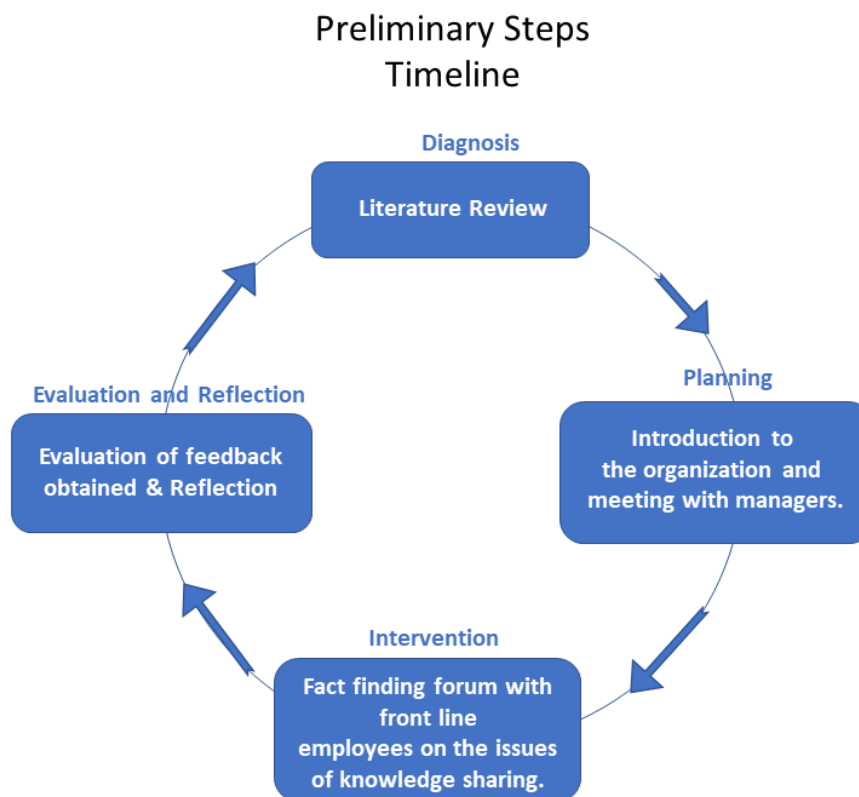 Preliminary Steps
Timeline
Diagnosis
Literature Review
Planning
Introduction to
the organization and
meeting with managers.
Intervention
Fact finding forum with
front line
employees on the issues
of knowledge sharing.
Evaluation and Reflection
Evaluation of feedback
obtained & Reflection